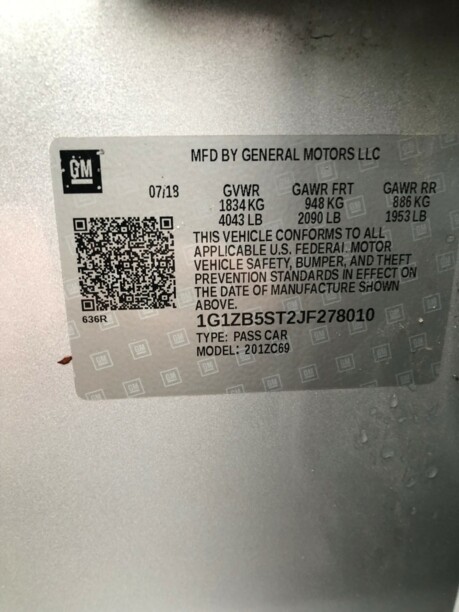 GM
MFD BY GENERAL MOTORS LLC
07/18 GVWR GAWR FRT GAWR RR
1834 KG 948 KG 886 KG
4043 LB 2090 LB 1953 LB
THIS VEHICLE CONFORMS TO ALL
APPLICABLE U.S. FEDERAL MOTOR
VEHICLE SAFETY, BUMPER, AND THEFT
PREVENTION STANDARDS IN EFFECT ON
THE DATE OF MANUFACTURE SHOWN
ABOVE.
636R
1G1ZB5ST2JF278010
TYPE: PASS CAR
MODEL: 201ZC69